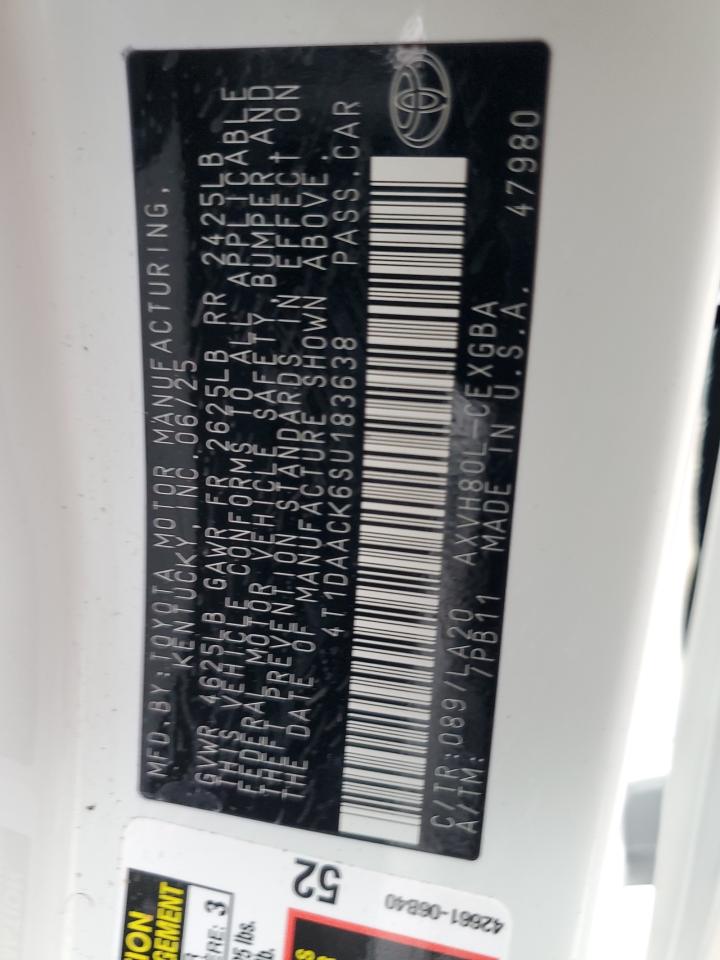 MFD.BY:TOYOTA MOTOR MANUFACTURING,
KENTUCKY,INC.06/25
GVWR 4625LB GAWR FR 2625LB RR 2425LB
THIS VEHICLE CONFORMS TO ALL APPLICABLE
FEDERAL MOTOR VEHICLE SAFETY,BUMPER,AND
THEFT PREVENTION STANDARDS IN EFFECT ON
THE DATE OF MANUFACTURE SHOWN ABOVE.
4T1DAACK6SU183638 PASS.CAR
C/TR:089/LA20 AXVH80L-CEXGBA
A/TM: 7PB11 MADE IN U.S.A. 47980
52
42661-06B40
3
lbs.